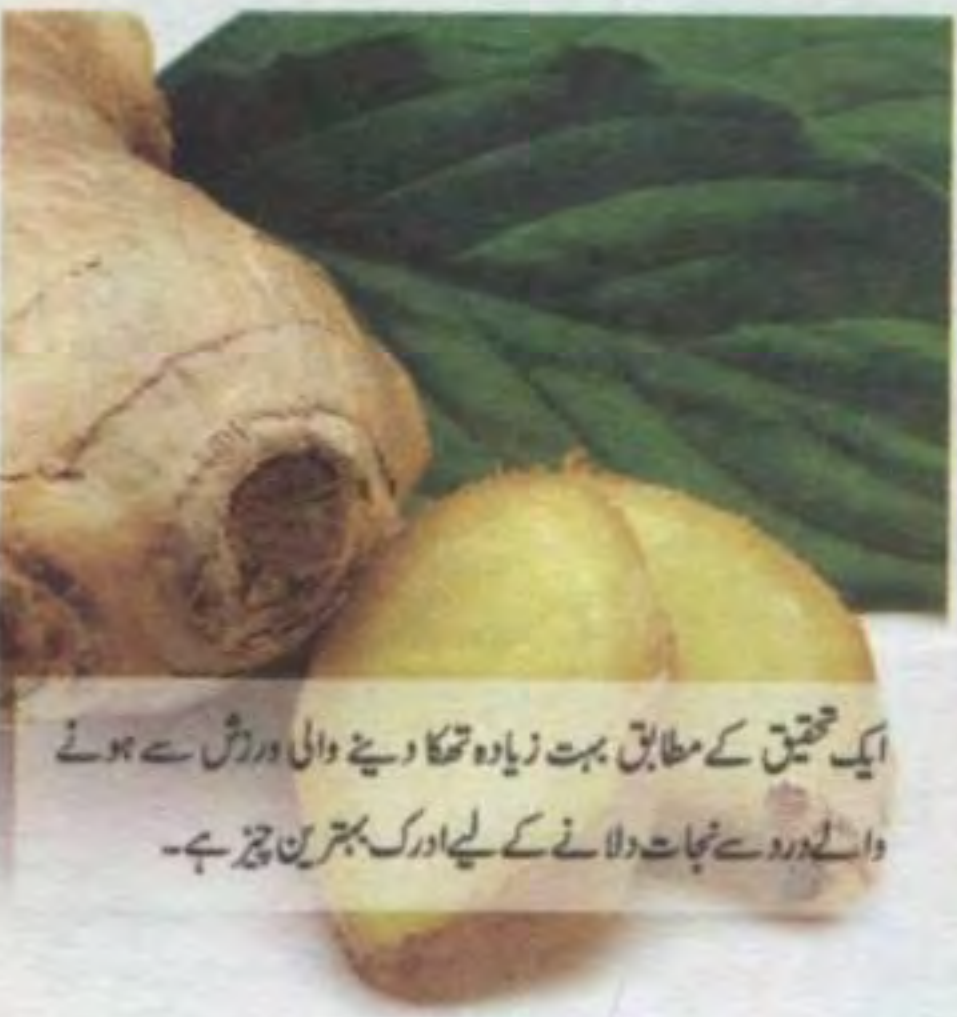 ایک تحقیق کے مطابق بہت زیادہ تھکا دینے والی ورزش سے ہونے
والے درد سے نجات دلانے کے لیے ادرک بہترین چیز ہے۔